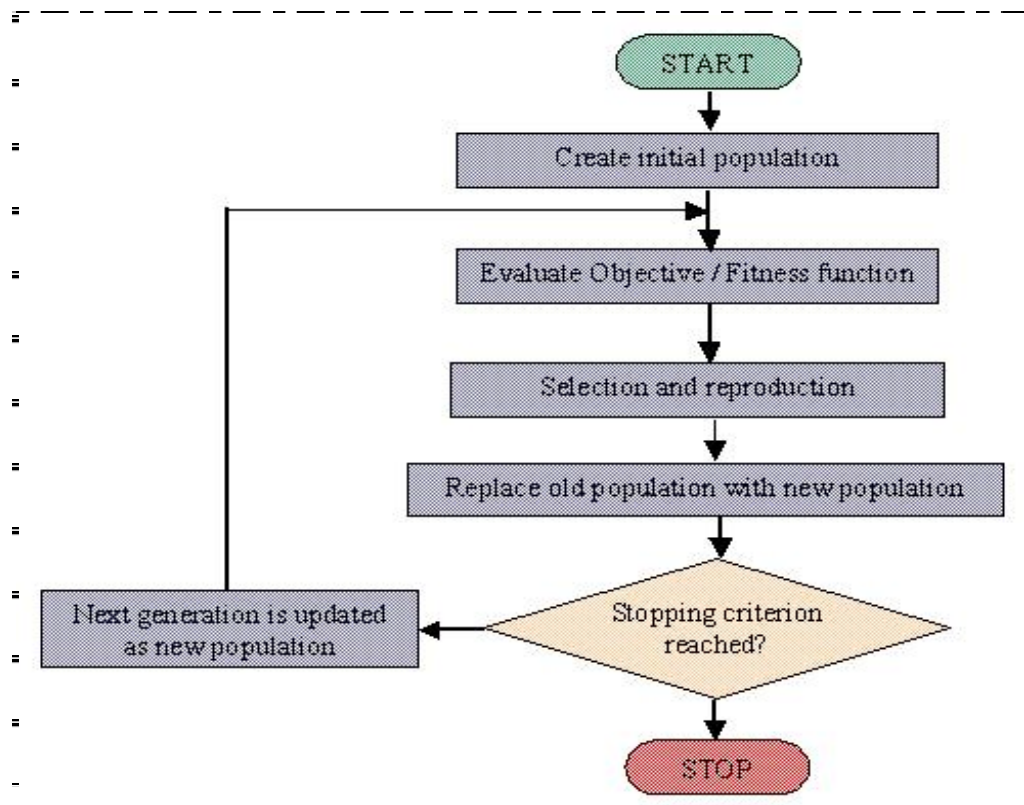 START
Create initial population
Evaluate Objective / Fitness function
Selection and reproduction
Replace old population with new population
Stopping criterion
reached?
Next generation is updated
as new population
STOP